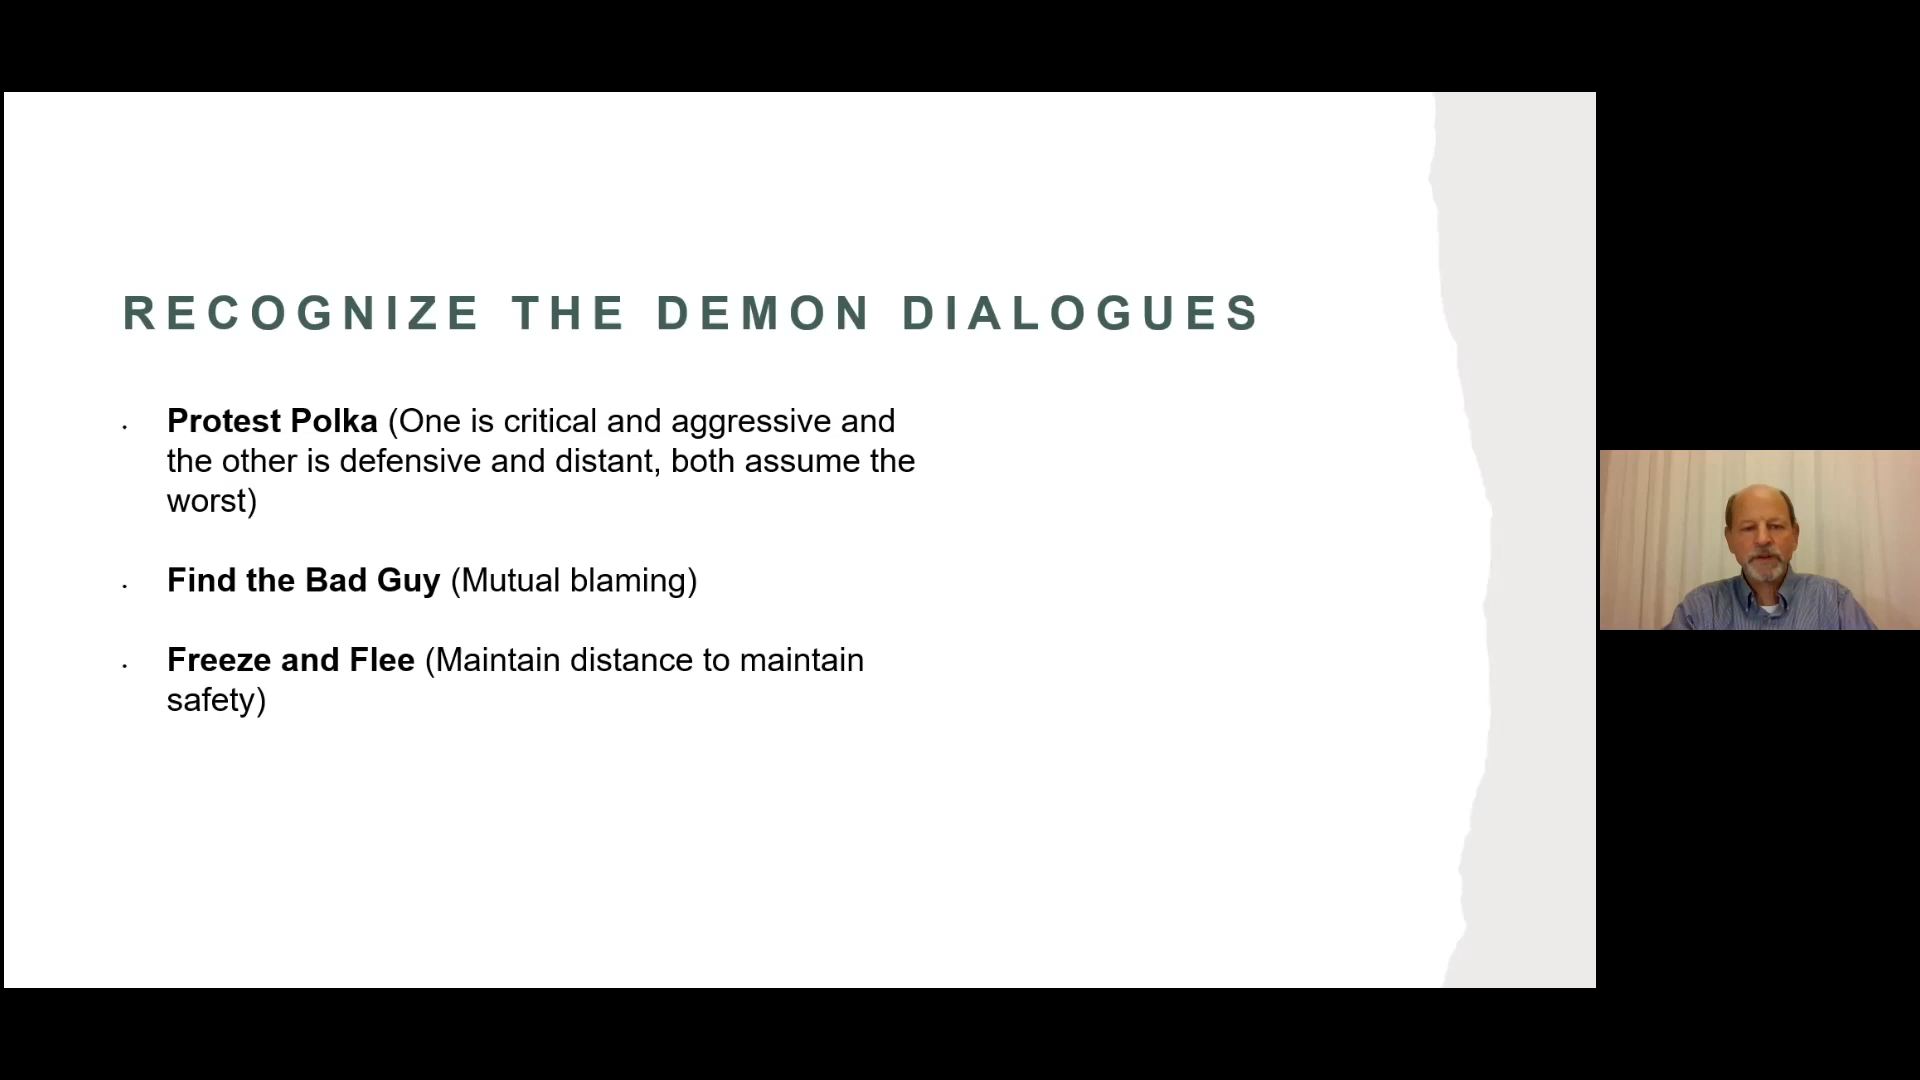 RECOGNIZE THE DEMON DIALOGUES
· Protest Polka (One is critical and aggressive and
the other is defensive and distant, both assume the
worst)
· Find the Bad Guy (Mutual blaming)
· Freeze and Flee (Maintain distance to maintain
safety)